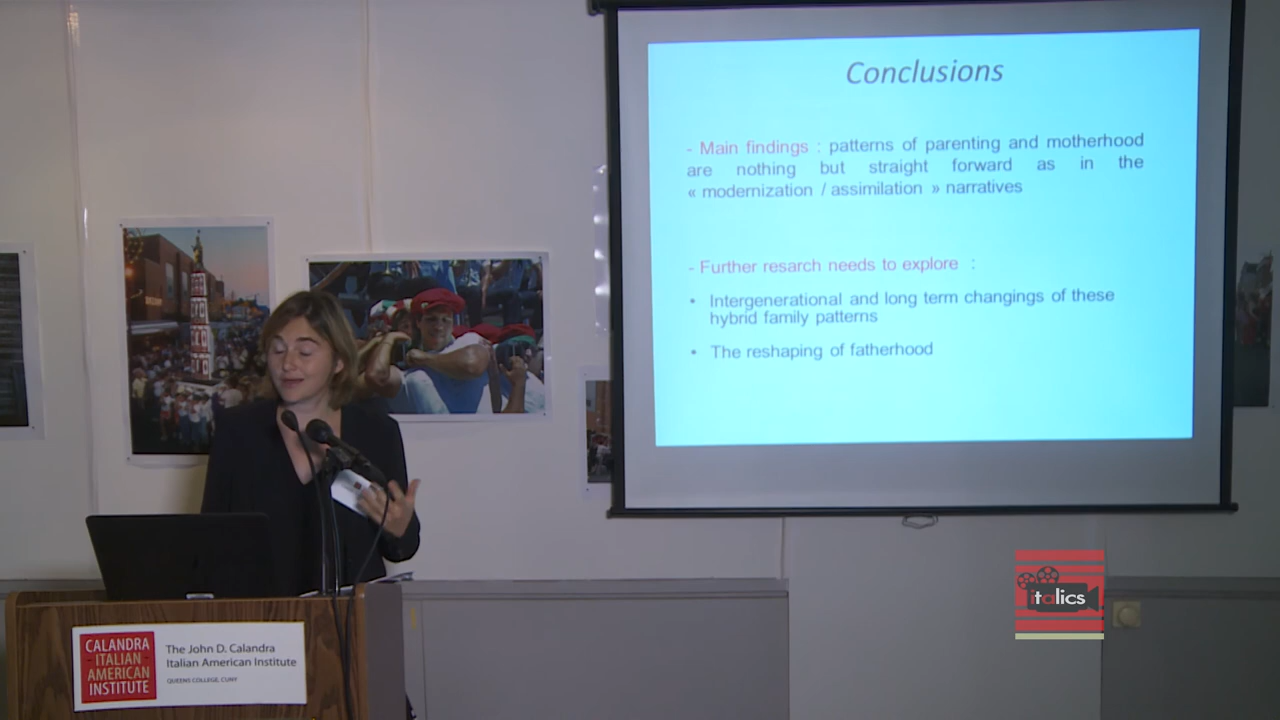 Conclusions
- Main findings : patterns of parenting and motherhood
are nothing but straight forward as in the
« modernization / assimilation » narratives
- Further resarch needs to explore :
• Intergenerational and long term changings of these
hybrid family patterns
• The reshaping of fatherhood
italics
CALANDRA
ITALIAN
AMERICAN
INSTITUTE
The John D. Calandra
Italian American Institute
QUEENS COLLEGE, CUNY